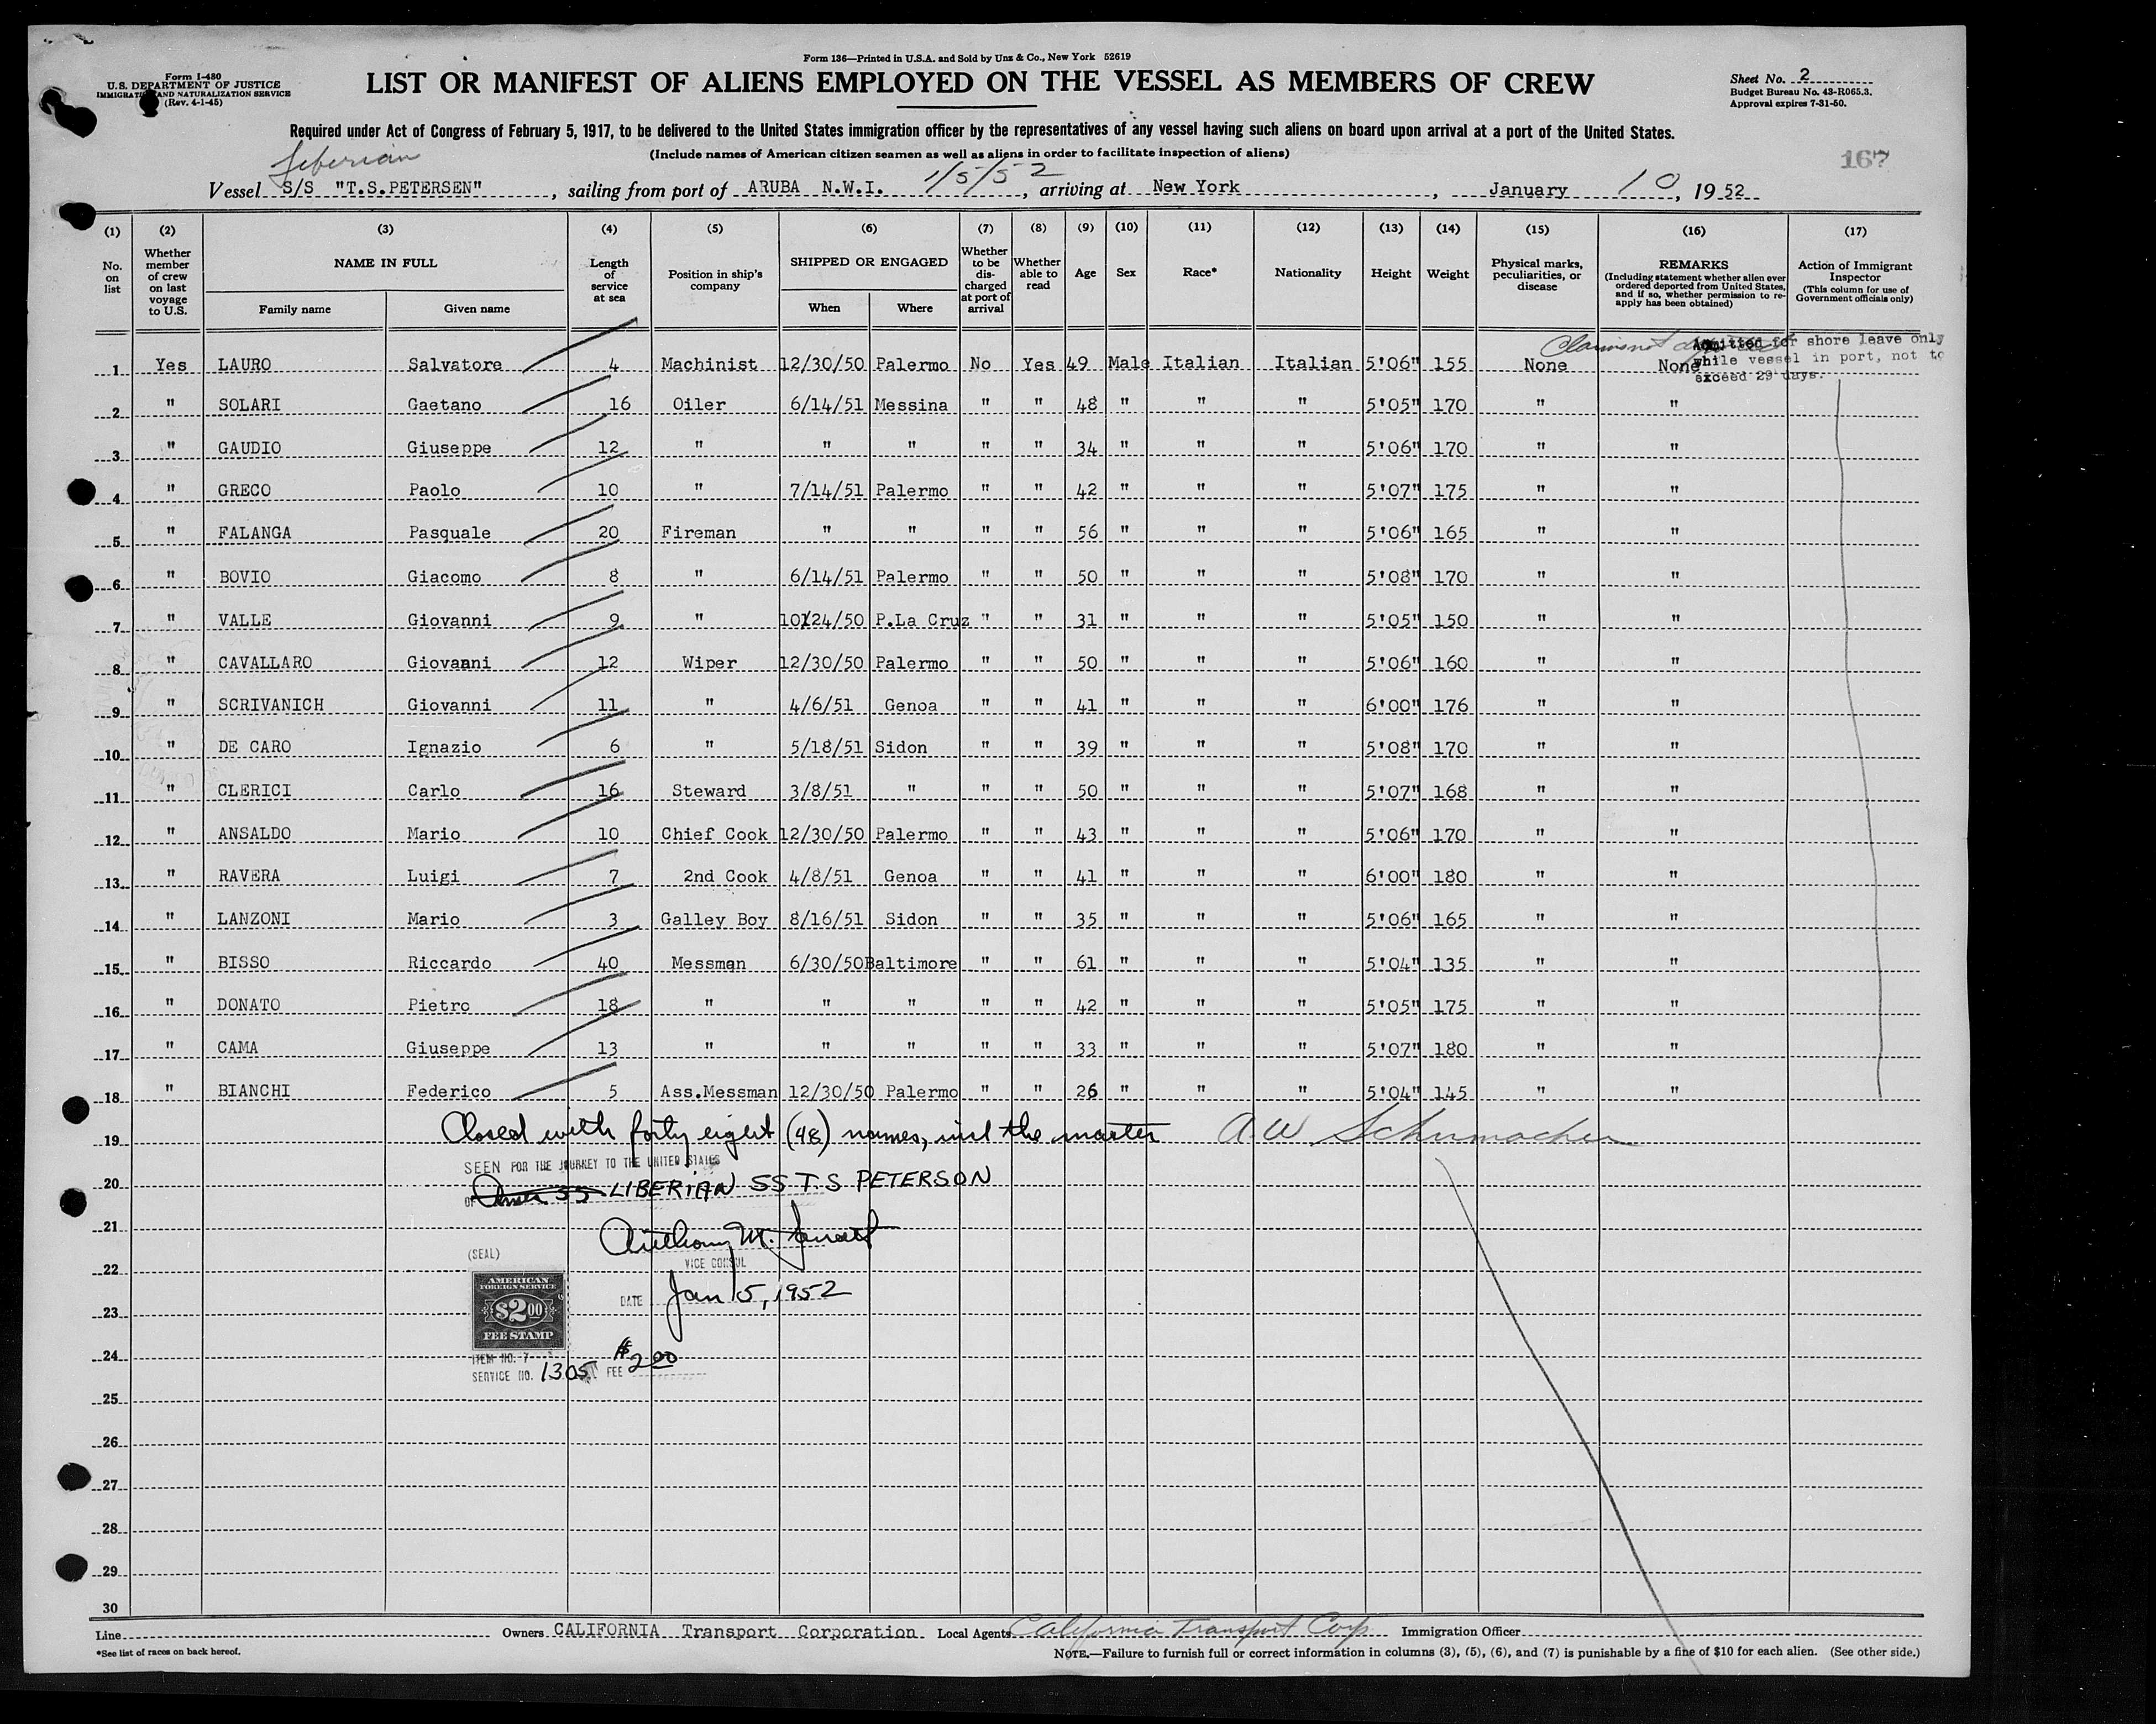 Form 136—Printed in U.S.A. and Sold by Unz & Co., New York 52619
Form I-480
U.S. DEPARTMENT OF JUSTICE
IMMIGRATION AND NATURALIZATION SERVICE
(Rev. 4-1-45)
LIST OR MANIFEST OF ALIENS EMPLOYED ON THE VESSEL AS MEMBERS OF CREW
Sheet No. 2
Budget Bureau No. 43-R065.3.
Approval expires 7-31-50.
Required under Act of Congress of February 5, 1917, to be delivered to the United States immigration officer by the representatives of any vessel having such aliens on board upon arrival at a port of the United States.
(Include names of American citizen seamen as well as aliens in order to facilitate inspection of aliens)
167
Liberian
Vessel S/S "T.S.PETERSEN", sailing from port of ARUBA N.W.I. 1/5/52, arriving at New York, January 10, 1952
(1) (2) (3) (4) (5) (6) (7) (8) (9) (10) (11) (12) (13) (14) (15) (16) (17)
No. on list
Whether member of crew on last voyage to U.S.
NAME IN FULL
Family name Given name
Length of service at sea
Position in ship's company
SHIPPED OR ENGAGED
When Where
Whether to be discharged at port of arrival
Whether able to read
Age
Sex
Race*
Nationality
Height
Weight
Physical marks, peculiarities, or disease
REMARKS
(Including statement whether alien ever ordered deported from United States, and if so, whether permission to re-apply has been obtained)
Action of Immigrant Inspector
(This column for use of Government officials only)
Admitted for shore leave only
while vessel in port, not to
exceed 29 days.
1 Yes LAURO Salvatore 4 Machinist 12/30/50 Palermo No Yes 49 Male Italian Italian 5'06" 155 None None
2 " SOLARI Gaetano 16 Oiler 6/14/51 Messina " " 48 " " " 5'05" 170 " "
3 " GAUDIO Giuseppe 12 " " " " " 34 " " " 5'06" 170 " "
4 " GRECO Paolo 10 " 7/14/51 Palermo " " 42 " " " 5'07" 175 " "
5 " FALANGA Pasquale 20 Fireman " " " " 56 " " " 5'06" 165 " "
6 " BOVIO Giacomo 8 " 6/14/51 Palermo " " 50 " " " 5'08" 170 " "
7 " VALLE Giovanni 9 " 10/24/50 P.La Cruz " " 31 " " " 5'05" 150 " "
8 " CAVALLARO Giovanni 12 Wiper 12/30/50 Palermo " " 50 " " " 5'06" 160 " "
9 " SCRIVANICH Giovanni 11 " 4/6/51 Genoa " " 41 " " " 6'00" 176 " "
10 " DE CARO Ignazio 6 " 5/18/51 Sidon " " 39 " " " 5'08" 170 " "
11 " CLERICI Carlo 16 Steward 3/8/51 " " " 50 " " " 5'07" 168 " "
12 " ANSALDO Mario 10 Chief Cook 12/30/50 Palermo " " 43 " " " 5'06" 170 " "
13 " RAVERA Luigi 7 2nd Cook 4/8/51 Genoa " " 41 " " " 6'00" 180 " "
14 " LANZONI Mario 3 Galley Boy 8/16/51 Sidon " " 35 " " " 5'06" 165 " "
15 " BISSO Riccardo 40 Messman 6/30/50 Baltimore " " 61 " " " 5'04" 135 " "
16 " DONATO Pietro 18 " " " " " 42 " " " 5'05" 175 " "
17 " CAMA Giuseppe 13 " " " " " 33 " " " 5'07" 180 " "
18 " BIANCHI Federico 5 Ass.Messman 12/30/50 Palermo " " 26 " " " 5'04" 145 " "
19 Closed with forty eight (48) names, incl the master A W Schumacher
SEEN FOR THE JOURNEY TO THE UNITED STATES
20 OF LIBERIAN SS T.S PETERSON
21 Anthony M.
(SEAL)
VICE CONSUL
22
AMERICAN
FOREIGN SERVICE
$2.00
FEE STAMP
23 DATE Jan 5, 1952
24
ITEM NO. 7
SERVICE NO. 1305 FEE $2.00
25
26
27
28
29
30
Line Owners CALIFORNIA Transport Corporation Local Agents California Transport Corp Immigration Officer
*See list of races on back hereof.
NOTE.—Failure to furnish full or correct information in columns (3), (5), (6), and (7) is punishable by a fine of $10 for each alien. (See other side.)